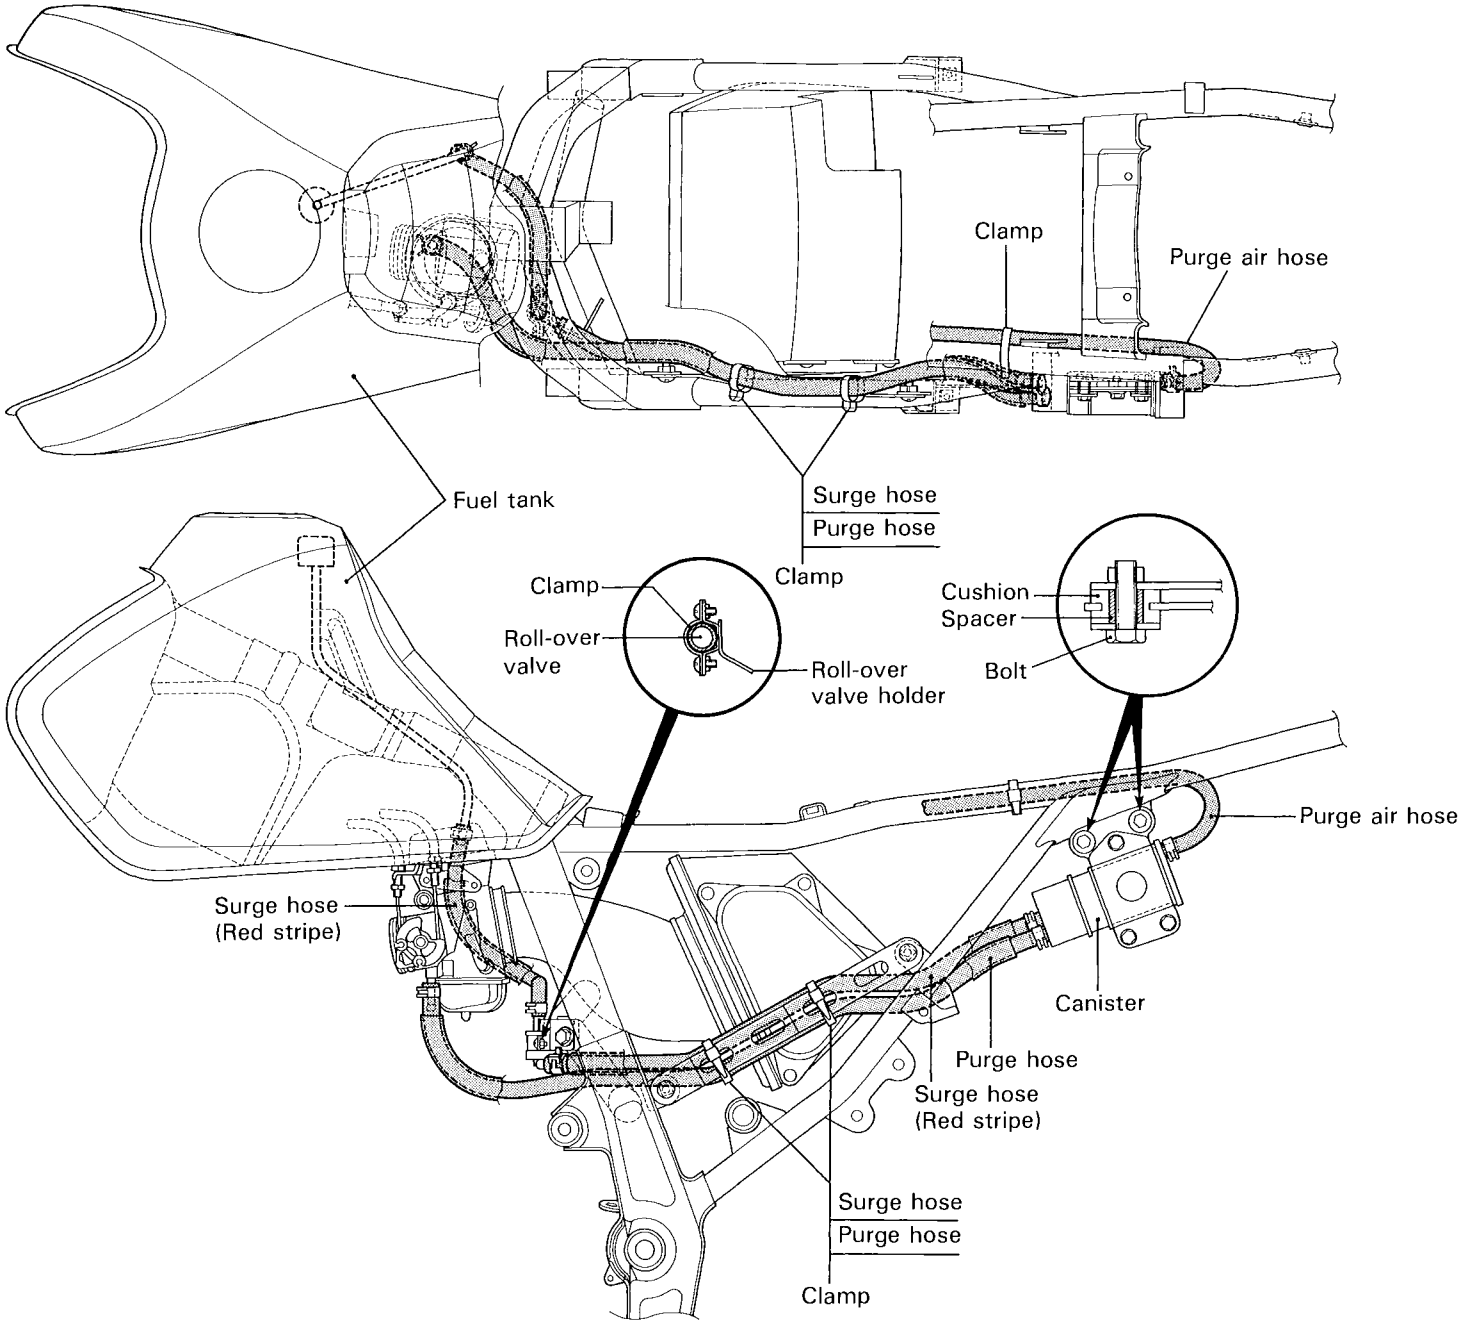 Clamp
Purge air hose
Fuel tank
Surge hose
Purge hose
Clamp
Clamp
Roll-over
valve
Roll-over
valve holder
Cushion
Spacer
Bolt
Purge air hose
Surge hose
(Red stripe)
Canister
Purge hose
Surge hose
(Red stripe)
Surge hose
Purge hose
Clamp